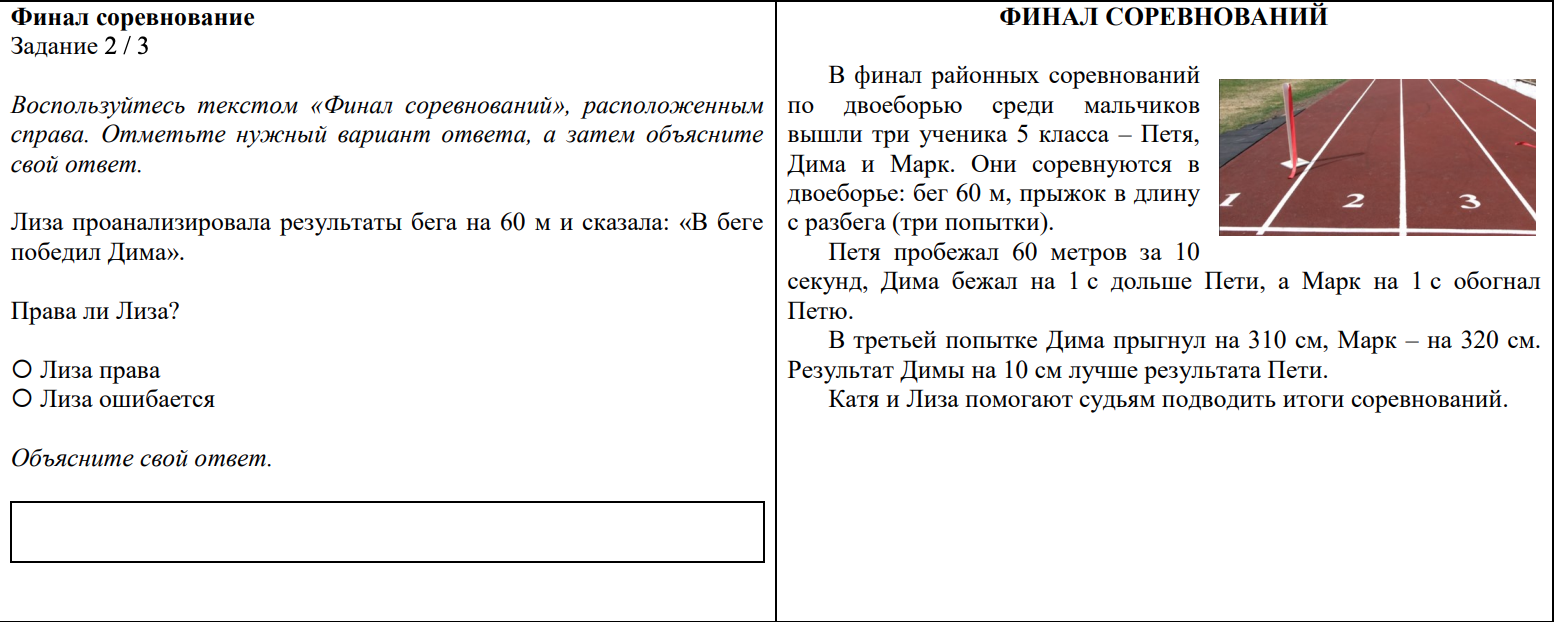 Финал соревнование
Задание 2 / 3
Воспользуйтесь текстом «Финал соревнований», расположенным
справа. Отметьте нужный вариант ответа, а затем объясните
свой ответ.
Лиза проанализировала результаты бега на 60 м и сказала: «В беге
победил Дима».
Права ли Лиза?
Лиза права
Лиза ошибается
Объясните свой ответ.
ФИНАЛ СОРЕВНОВАНИЙ
В финал районных соревнований
по двоеборью среди мальчиков
вышли три ученика 5 класса – Петя,
Дима и Марк. Они соревнуются в
двоеборье: бег 60 м, прыжок в длину
с разбега (три попытки).
Петя пробежал 60 метров за 10
секунд, Дима бежал на 1 с дольше Пети, а Марк на 1 с обогнал
Петю.
В третьей попытке Дима прыгнул на 310 см, Марк – на 320 см.
Результат Димы на 10 см лучше результата Пети.
Катя и Лиза помогают судьям подводить итоги соревнований.
1 2 3